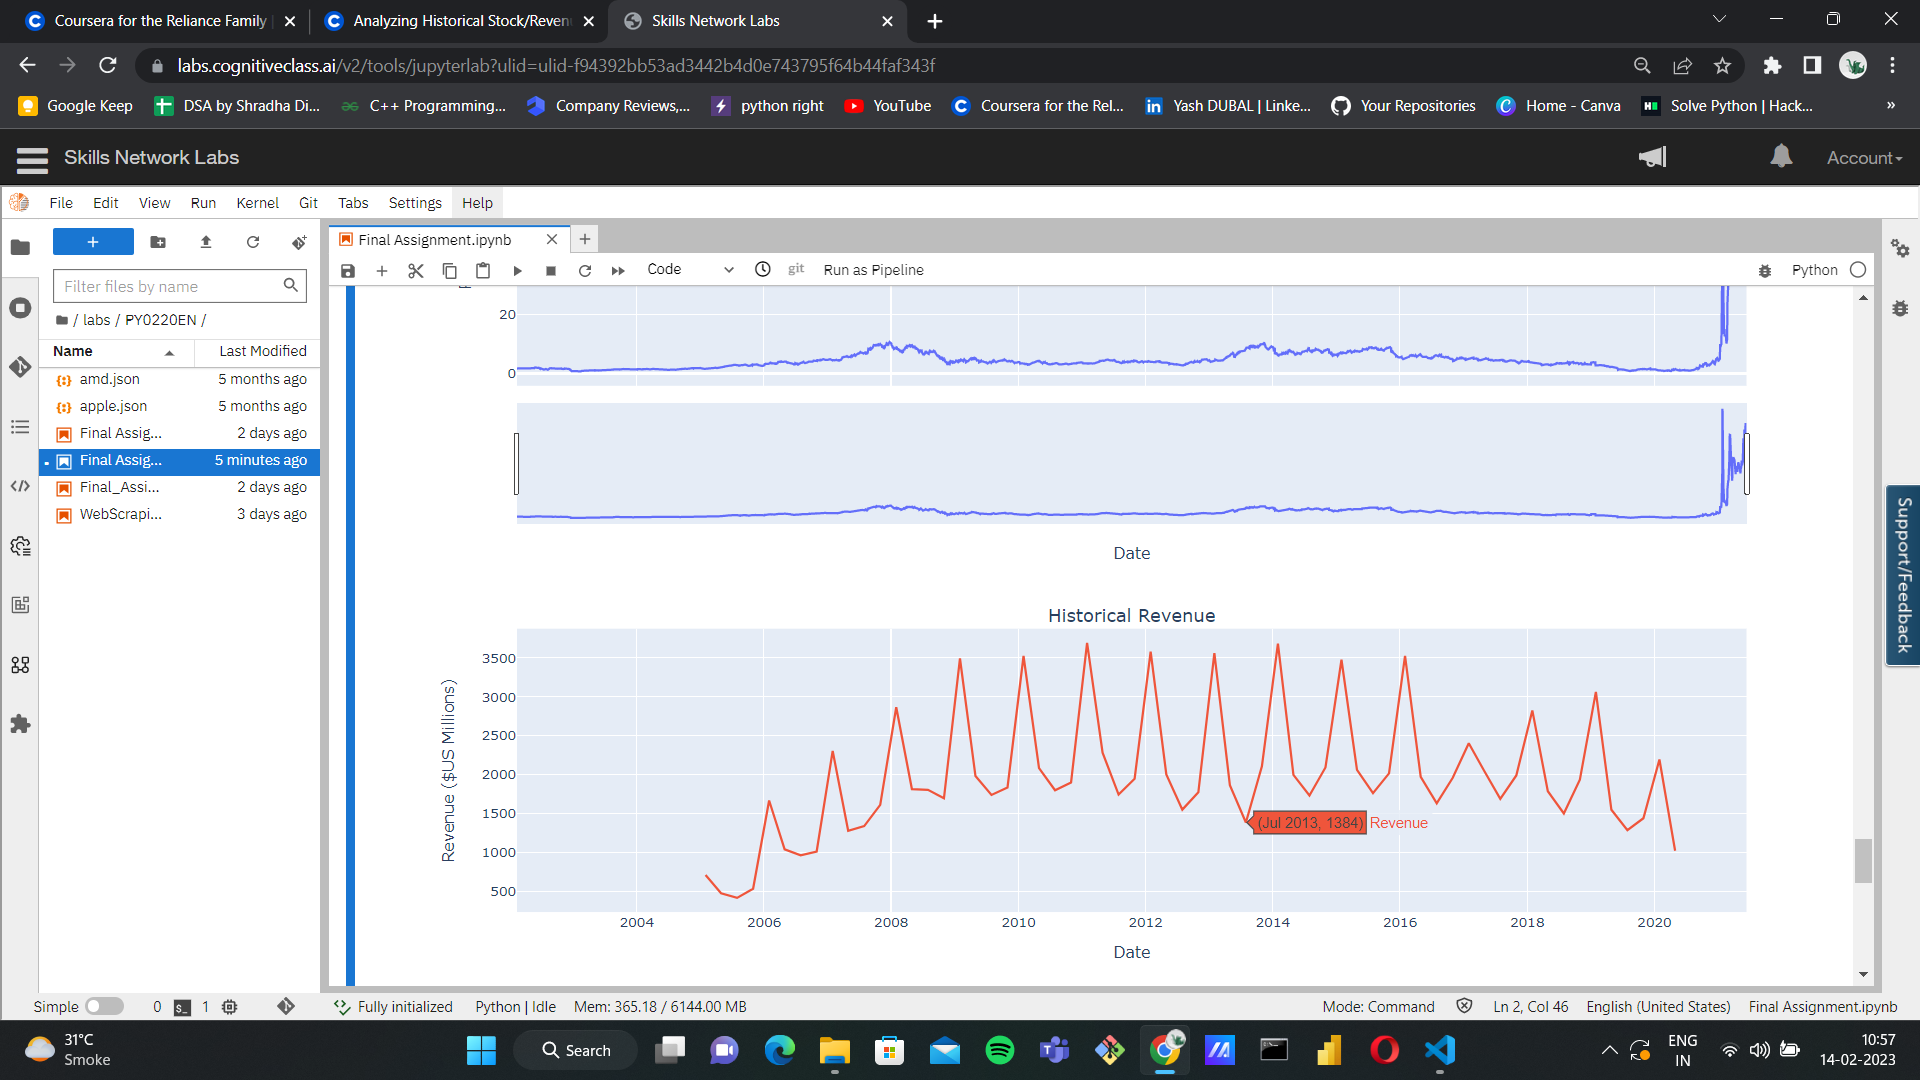 Coursera for the Reliance Family
Analyzing Historical Stock/Reven
Skills Network Labs
labs.cognitiveclass.ai/v2/tools/jupyterlab?ulid=ulid-f94392bb53ad3442b4d0e743795f64b44faf343f
Google Keep
DSA by Shradha Di...
C++ Programming...
Company Reviews,...
python right
YouTube
Coursera for the Rel...
Yash DUBAL | Linke...
Your Repositories
Home - Canva
Solve Python | Hack...
»
Skills Network Labs
Account
File Edit View Run Kernel Git Tabs Settings Help
Final Assignment.ipynb
Code
git
Run as Pipeline
Python
Filter files by name
/ labs / PY0220EN /
Name Last Modified
amd.json 5 months ago
apple.json 5 months ago
Final Assig... 2 days ago
Final Assig... 5 minutes ago
Final_Assi... 2 days ago
WebScrapi... 3 days ago
20
0
Date
Historical Revenue
Revenue ($US Millions)
3500
3000
2500
2000
1500
1000
500
(Jul 2013, 1384) Revenue
2004 2006 2008 2010 2012 2014 2016 2018 2020
Date
Support/Feedback
Simple 0 1 Fully initialized Python | Idle Mem: 365.18 / 6144.00 MB Mode: Command Ln 2, Col 46 English (United States) Final Assignment.ipynb
31°C
Smoke
Search
ENG
IN
10:57
14-02-2023